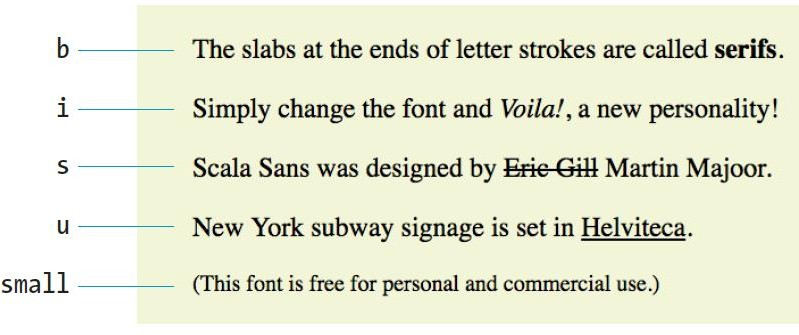 b The slabs at the ends of letter strokes are called serifs.
i Simply change the font and Voila!, a new personality!
s Scala Sans was designed by Eric Gill Martin Majoor.
u New York subway signage is set in Helviteca.
small (This font is free for personal and commercial use.)